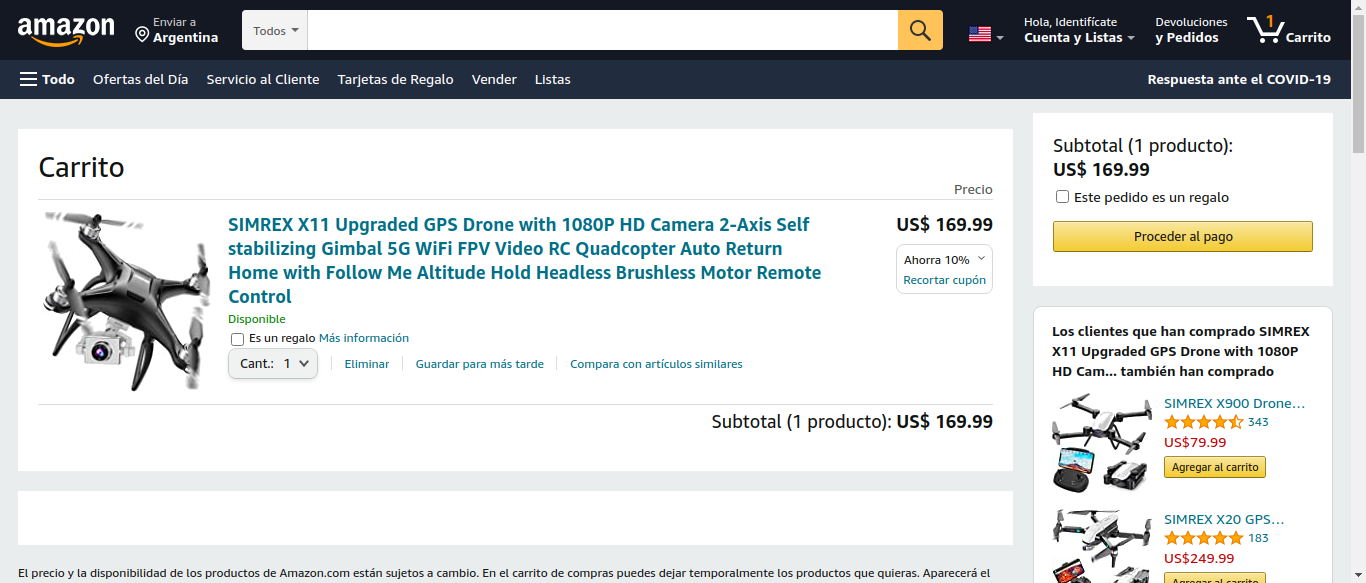 amazon
Enviar a
Argentina
Todos
Hola, Identifícate
Cuenta y Listas
Devoluciones
y Pedidos
1
Carrito
Todo
Ofertas del Día
Servicio al Cliente
Tarjetas de Regalo
Vender
Listas
Respuesta ante el COVID-19
Carrito
Precio
SIMREX X11 Upgraded GPS Drone with 1080P HD Camera 2-Axis Self
stabilizing Gimbal 5G WiFi FPV Video RC Quadcopter Auto Return
Home with Follow Me Altitude Hold Headless Brushless Motor Remote
Control
US$ 169.99
Ahorra 10%
Recortar cupón
Disponible
Es un regalo Más información
Cant.: 1
Eliminar
Guardar para más tarde
Compara con artículos similares
Subtotal (1 producto): US$ 169.99
El precio y la disponibilidad de los productos de Amazon.com están sujetos a cambio. En el carrito de compras puedes dejar temporalmente los productos que quieras. Aparecerá el
Subtotal (1 producto):
US$ 169.99
Este pedido es un regalo
Proceder al pago
Los clientes que han comprado SIMREX
X11 Upgraded GPS Drone with 1080P
HD Cam... también han comprado
SIMREX X900 Drone...
343
US$79.99
Agregar al carrito
SIMREX X20 GPS...
183
US$249.99
Agregar al carrito